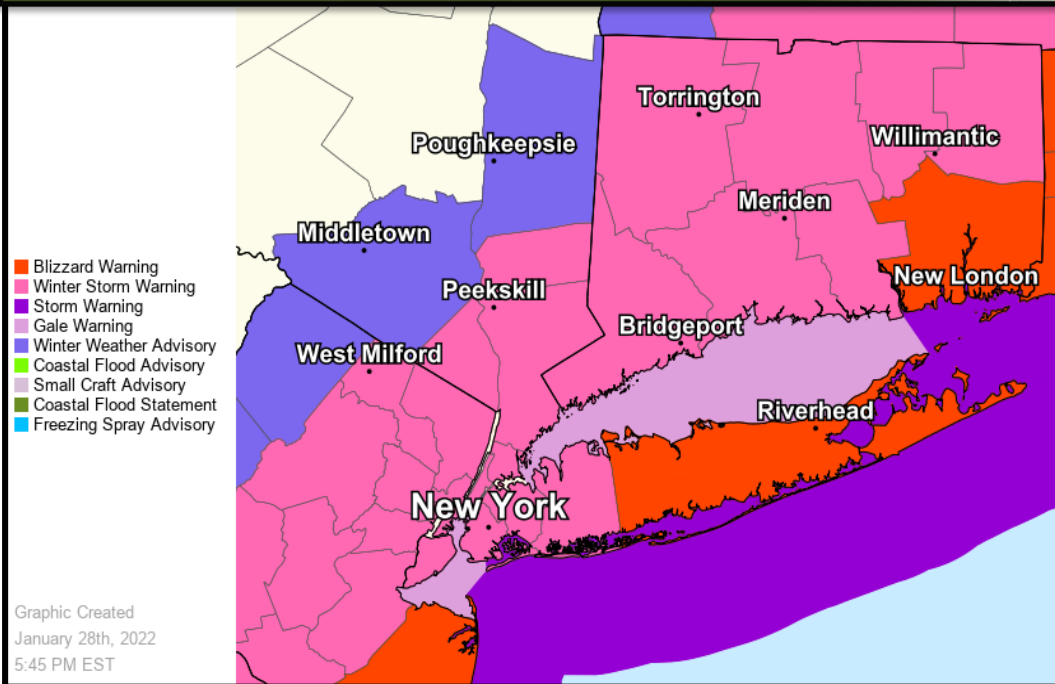 Torrington
Poughkeepsie
Willimantic
Meriden
Middletown
Blizzard Warning
Winter Storm Warning
Storm Warning
Gale Warning
Winter Weather Advisory
Coastal Flood Advisory
Small Craft Advisory
Coastal Flood Statement
Freezing Spray Advisory
New London
Peekskill
Bridgeport
West Milford
Riverhead
New York
Graphic Created
January 28th, 2022
5:45 PM EST